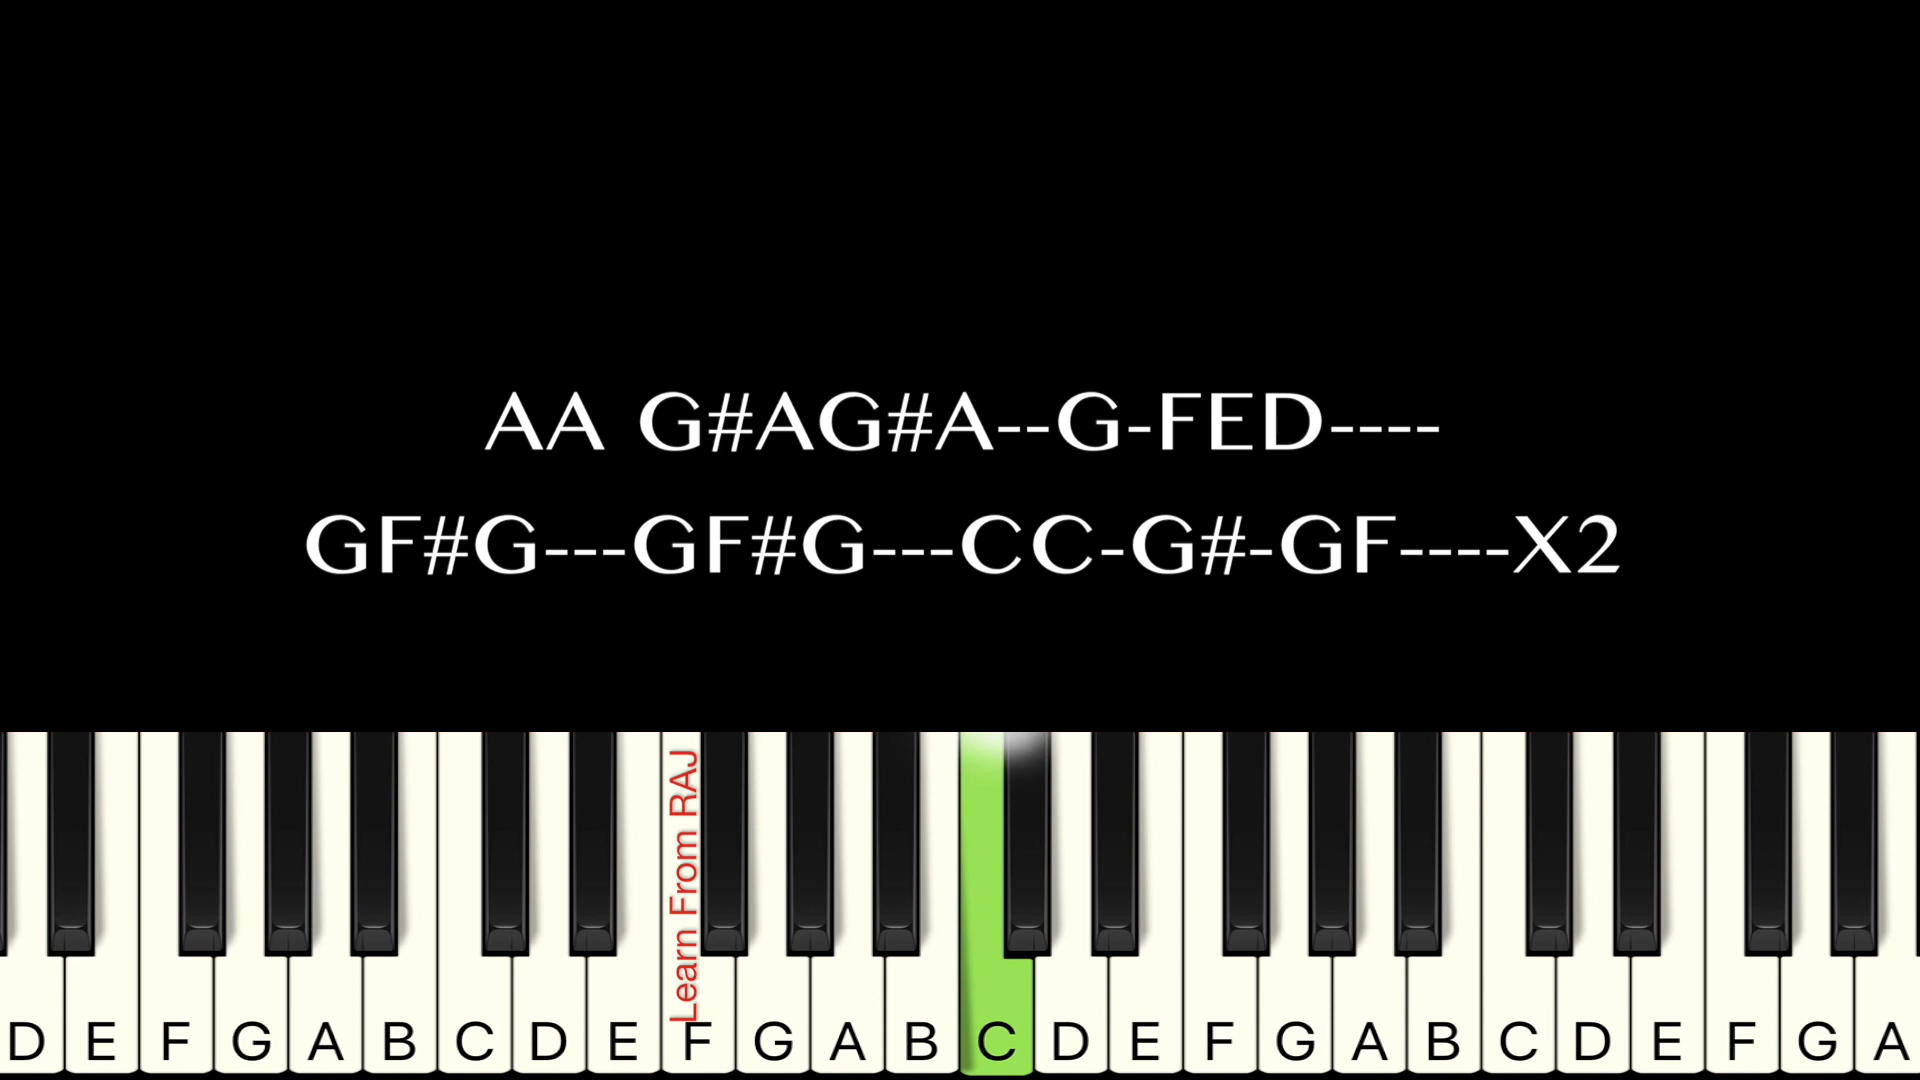 AA G#AG#A--G-FED----
GF#G---GF#G---CC-G#-GF----X2
Learn From RAJ
D E F G A B C D E F G A B C D E F G A B C D E F G A